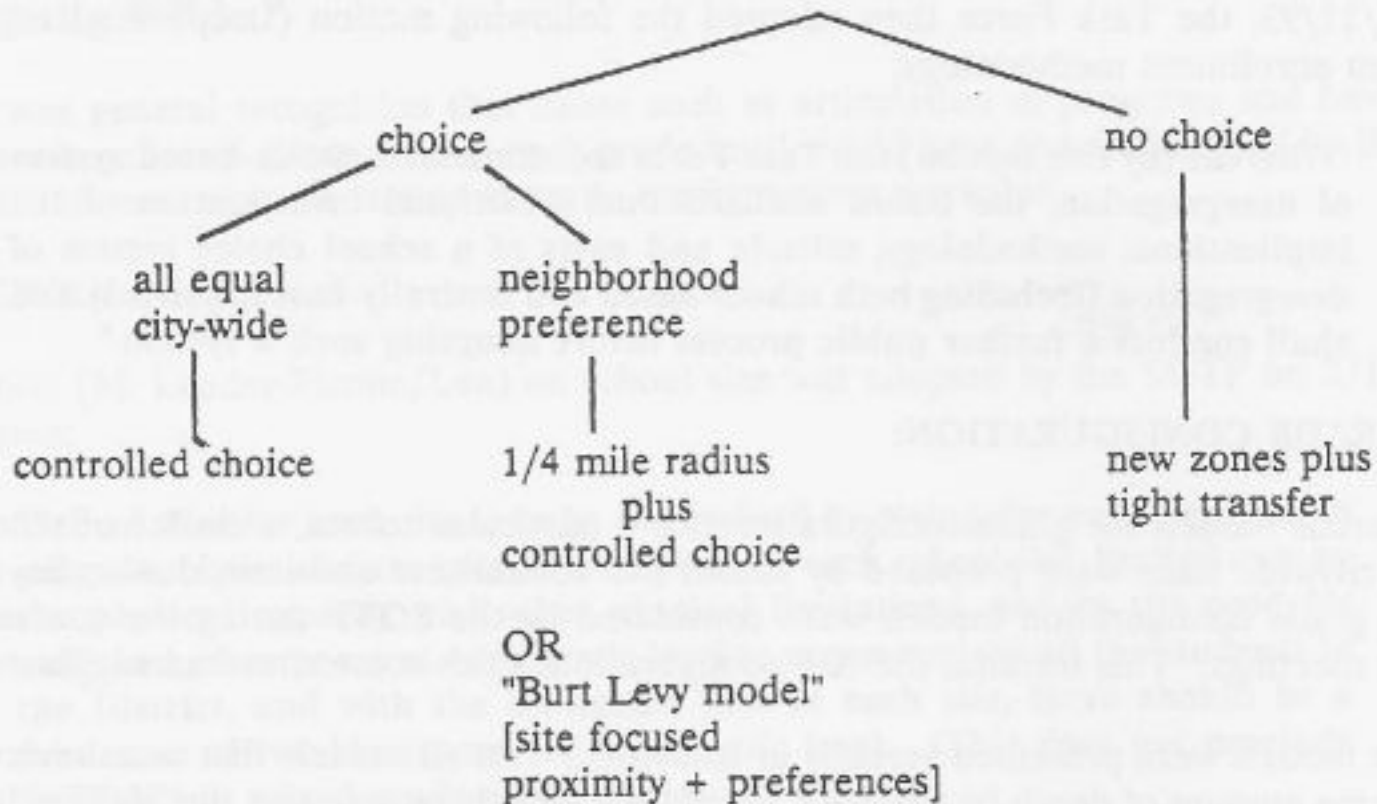 choice
no choice
all equal
city-wide
neighborhood
preference
controlled choice
1/4 mile radius
plus
controlled choice
new zones plus
tight transfer
OR
"Burt Levy model"
[site focused
proximity + preferences]